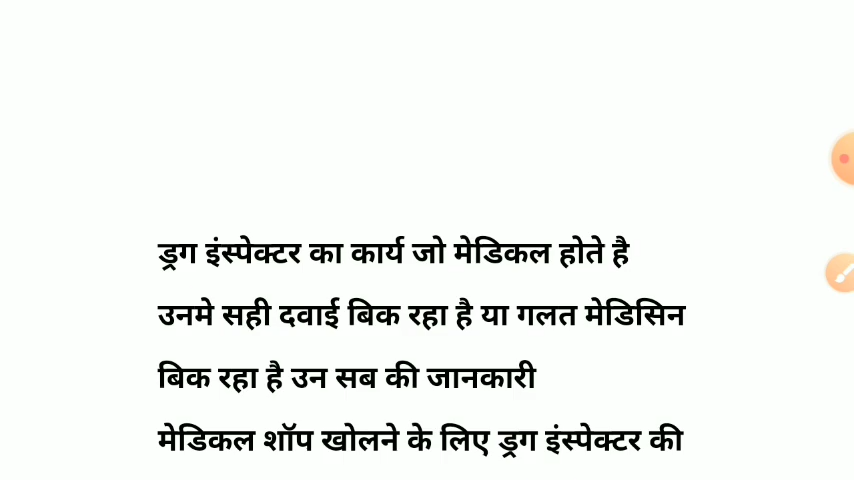 ड्रग इंस्पेक्टर का कार्य जो मेडिकल होते है
उनमे सही दवाई बिक रहा है या गलत मेडिसिन
बिक रहा है उन सब की जानकारी
मेडिकल शॉप खोलने के लिए ड्रग इंस्पेक्टर की